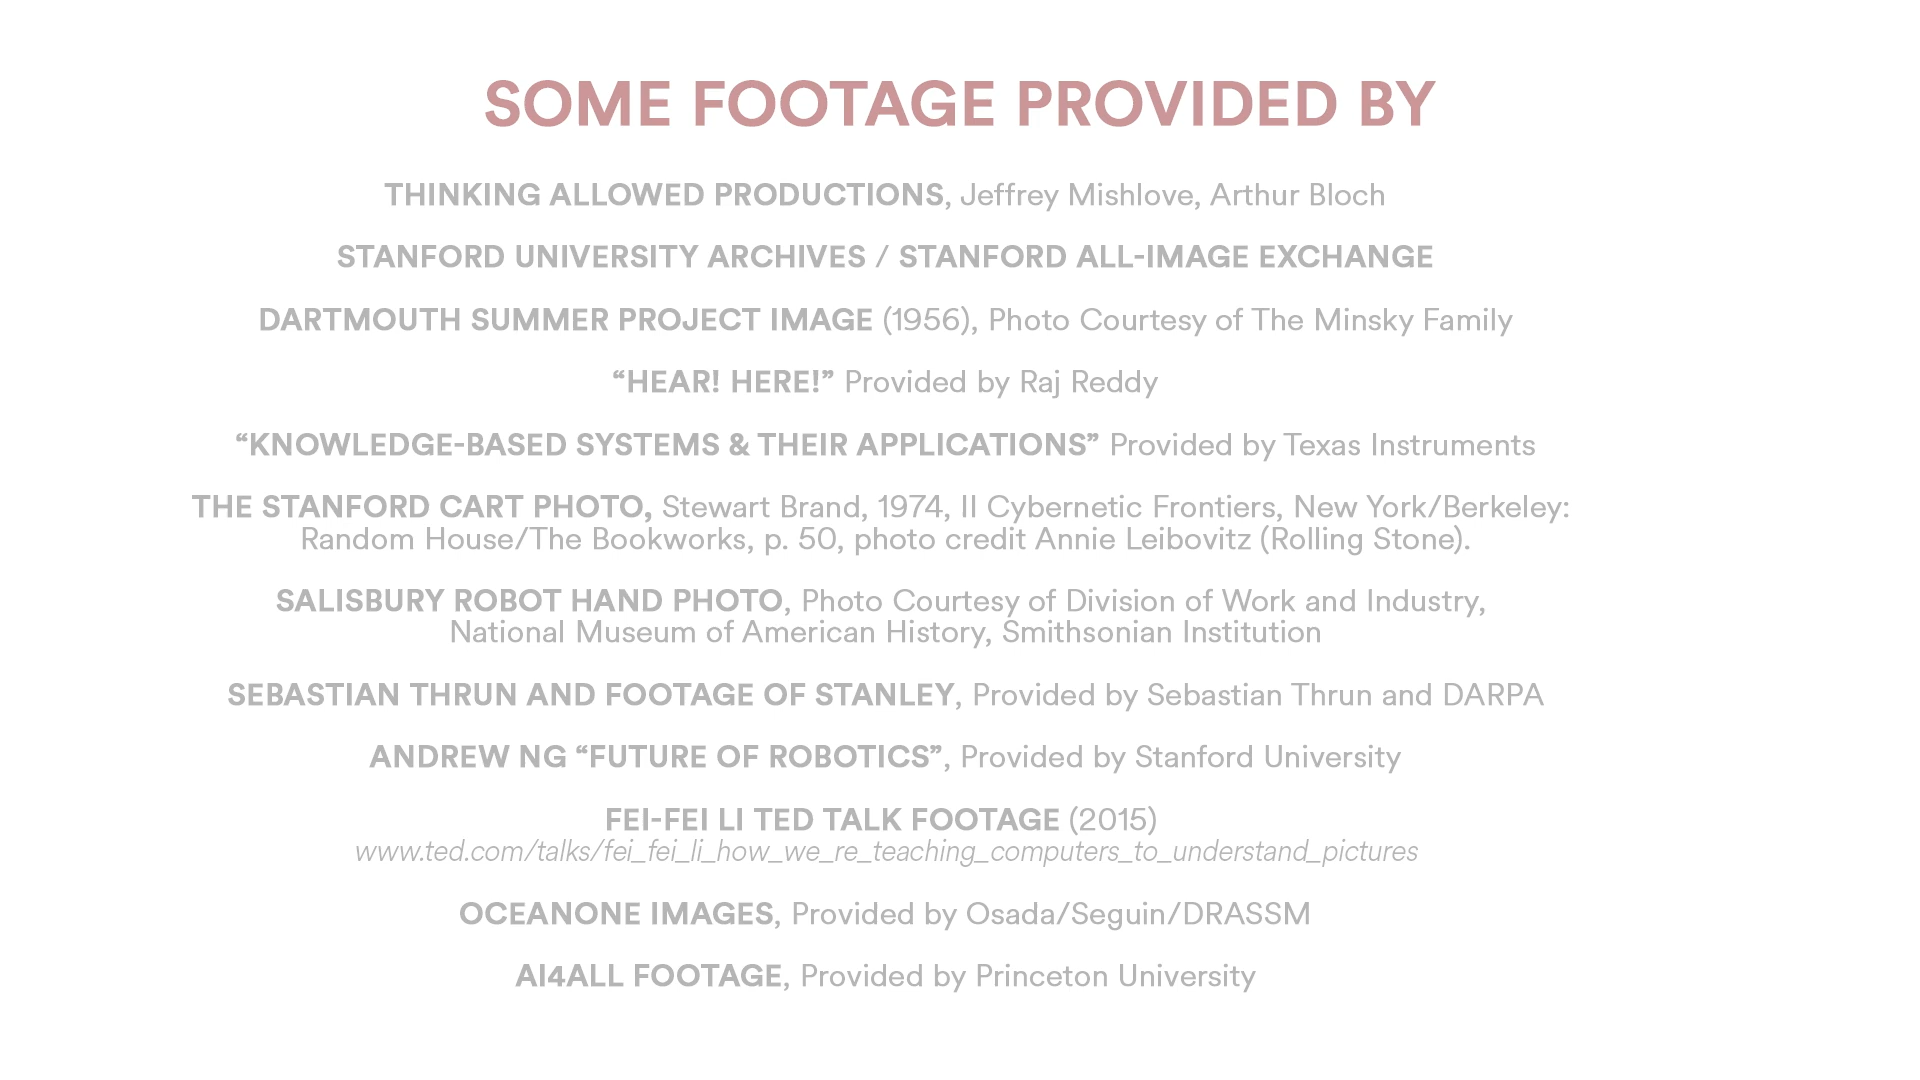 SOME FOOTAGE PROVIDED BY
THINKING ALLOWED PRODUCTIONS, Jeffrey Mishlove, Arthur Bloch
STANFORD UNIVERSITY ARCHIVES / STANFORD ALL-IMAGE EXCHANGE
DARTMOUTH SUMMER PROJECT IMAGE (1956), Photo Courtesy of The Minsky Family
“HEAR! HERE!” Provided by Raj Reddy
“KNOWLEDGE-BASED SYSTEMS & THEIR APPLICATIONS” Provided by Texas Instruments
THE STANFORD CART PHOTO, Stewart Brand, 1974, II Cybernetic Frontiers, New York/Berkeley:
Random House/The Bookworks, p. 50, photo credit Annie Leibovitz (Rolling Stone).
SALISBURY ROBOT HAND PHOTO, Photo Courtesy of Division of Work and Industry,
National Museum of American History, Smithsonian Institution
SEBASTIAN THRUN AND FOOTAGE OF STANLEY, Provided by Sebastian Thrun and DARPA
ANDREW NG “FUTURE OF ROBOTICS”, Provided by Stanford University
FEI-FEI LI TED TALK FOOTAGE (2015)
www.ted.com/talks/fei_fei_li_how_we_re_teaching_computers_to_understand_pictures
OCEANONE IMAGES, Provided by Osada/Seguin/DRASSM
AI4ALL FOOTAGE, Provided by Princeton University